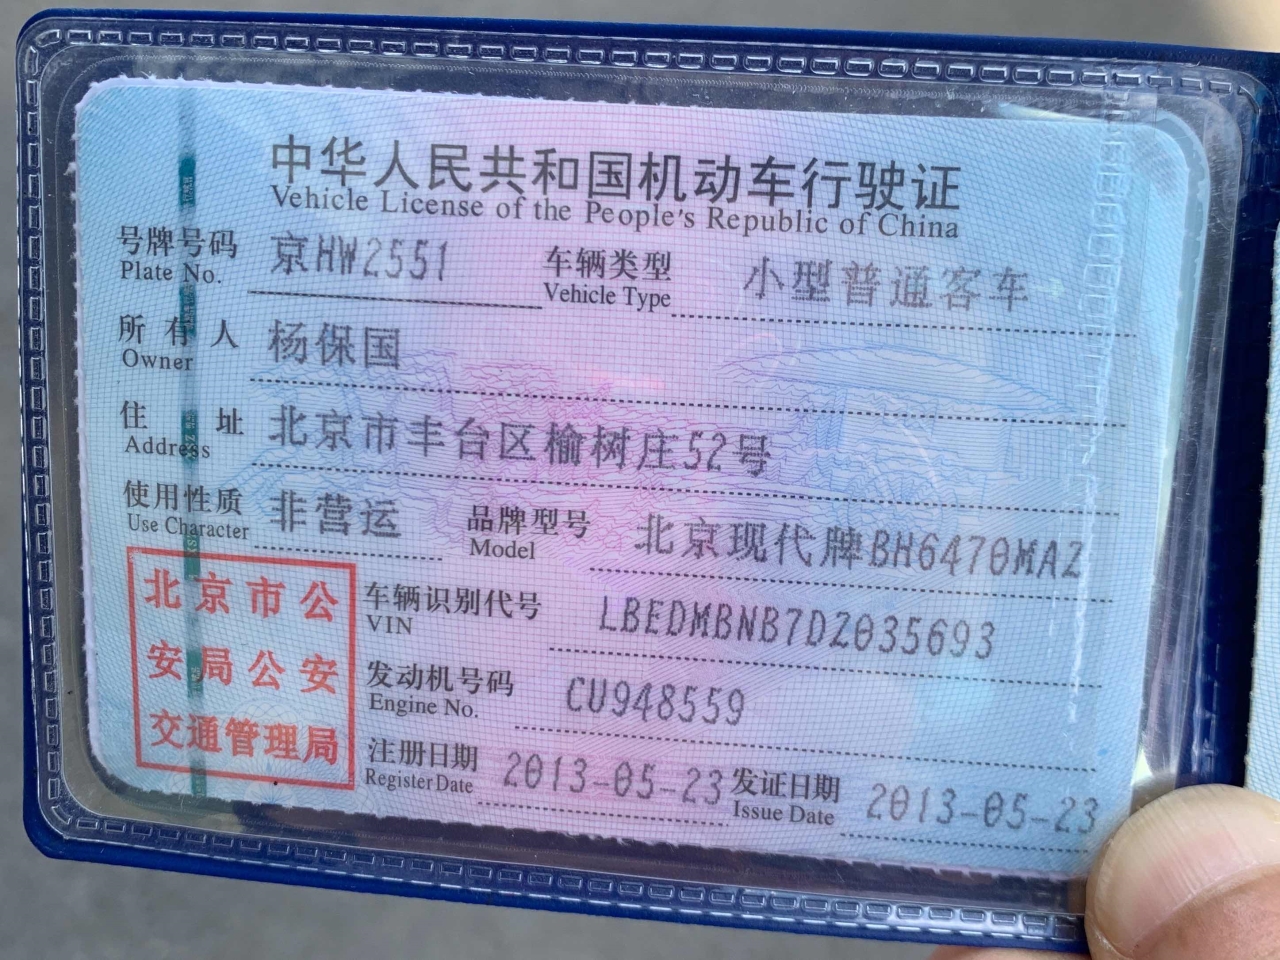 中华人民共和国机动车行驶证
Vehicle License of the People's Republic of China
号牌号码 京HW2551 车辆类型 小型普通客车
Plate No. Vehicle Type
所有人 杨保国
Owner
住址 北京市丰台区榆树庄52号
Address
使用性质 非营运 品牌型号 北京现代牌BH6470MAZ
Use Character Model
北京市公
安局公安
交通管理局
车辆识别代号 LBEDMBNB7DZ035693
VIN
发动机号码 CU948559
Engine No.
注册日期 2013-05-23 发证日期 2013-05-23
Register Date Issue Date